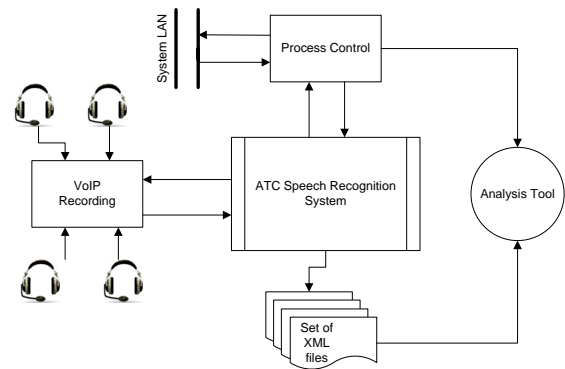 System LAN
Process Control
VoIP
Recording
ATC Speech Recognition
System
Analysis Tool
Set of
XML
files